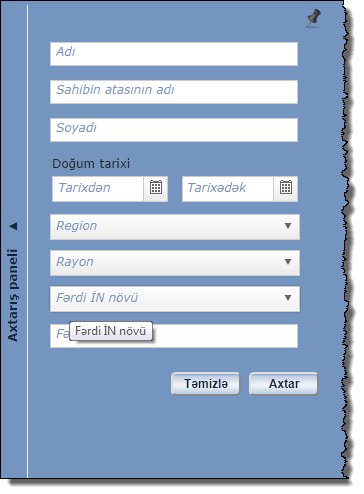 Adı
Sahibin atasının adı
Soyadı
Doğum tarixi
Tarixdən
Tarixədək
Region
Rayon
Fərdi İN növü
Fərdi İN növü
Təmizlə
Axtar
Axtarış paneli